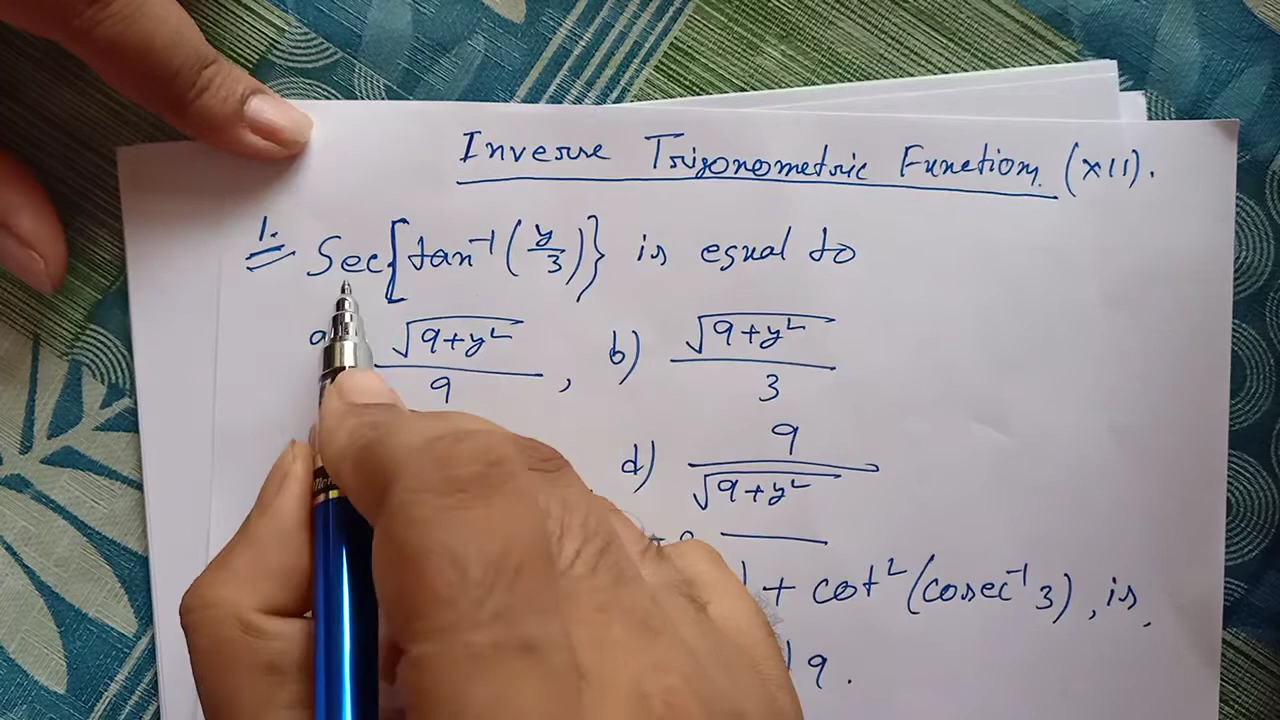 Inverse Trigonometric Function (XII).
1. Sec{tan⁻¹(y/3)} is equal to
a √(9+y²)/9 , b) √(9+y²)/3
d) 9/√(9+y²)
+ cot²(cosec⁻¹3), is
9.